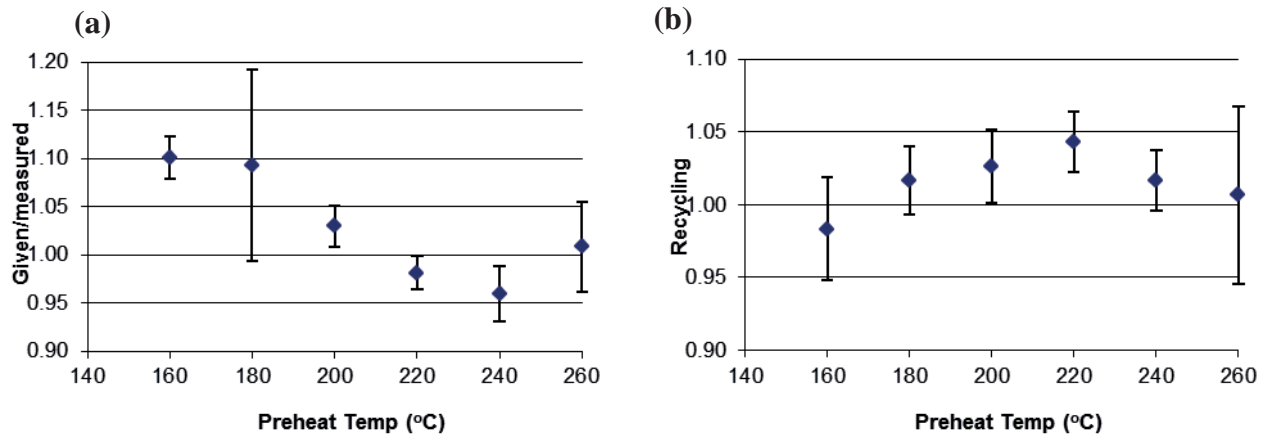 (a)
Given/measured
1.20
1.15
1.10
1.05
1.00
0.95
0.90
140 160 180 200 220 240 260
Preheat Temp (ºC)
(b)
Recycling
1.10
1.05
1.00
0.95
0.90
140 160 180 200 220 240 260
Preheat Temp (ºC)